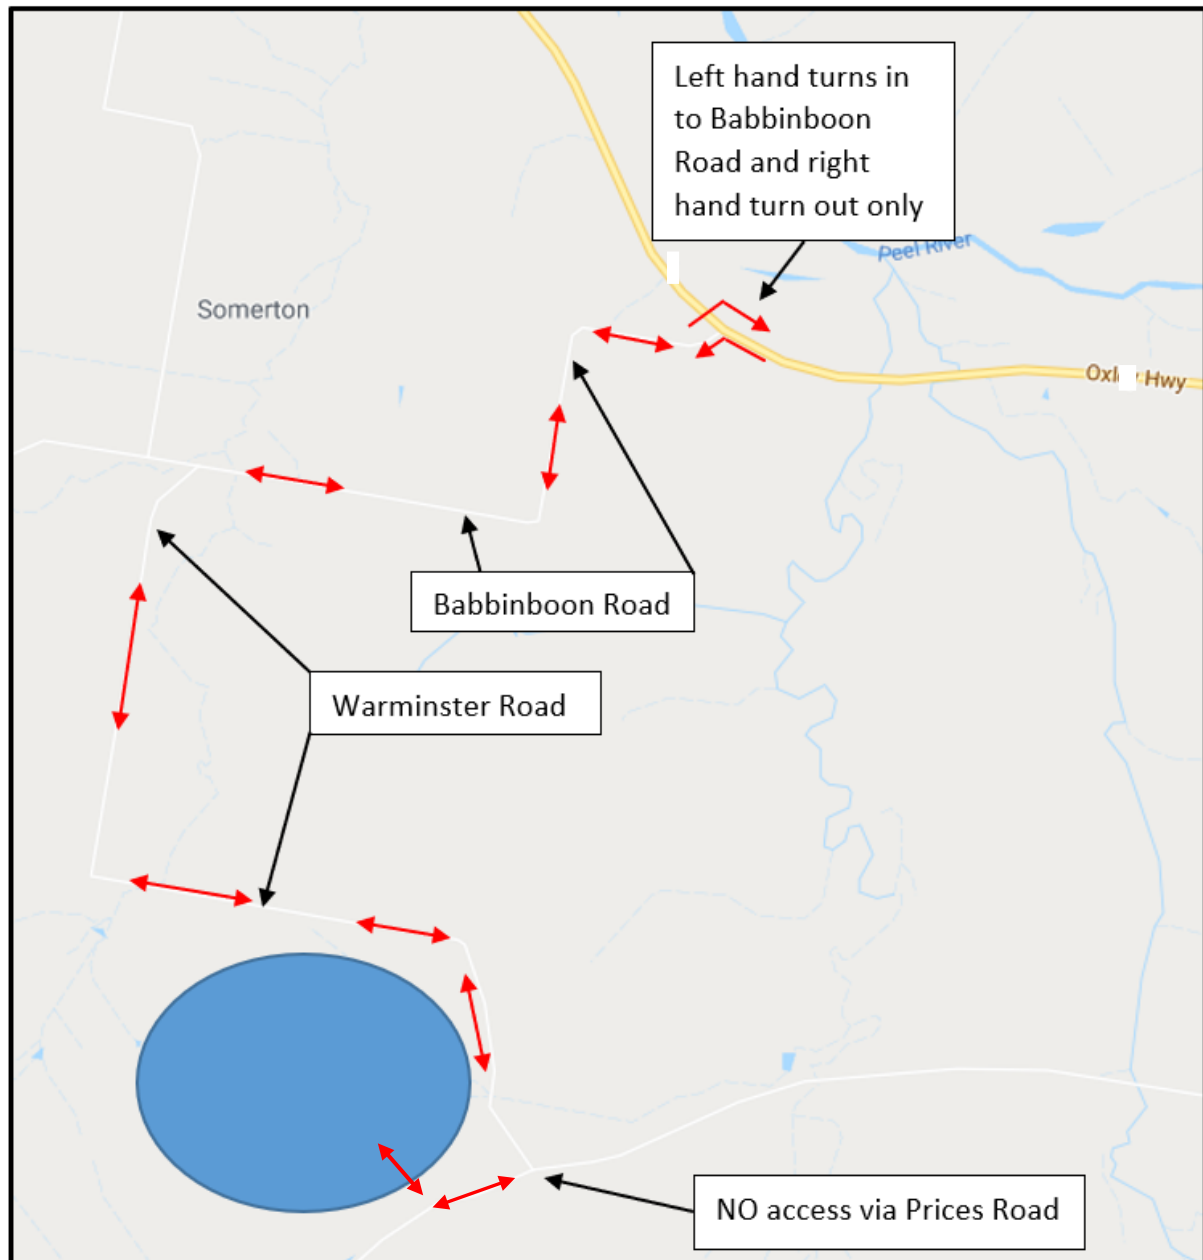 Left hand turns in
to Babbinboon
Road and right
hand turn out only
Peel River
Somerton
Hwy
Babbinboon Road
Warminster Road
NO access via Prices Road